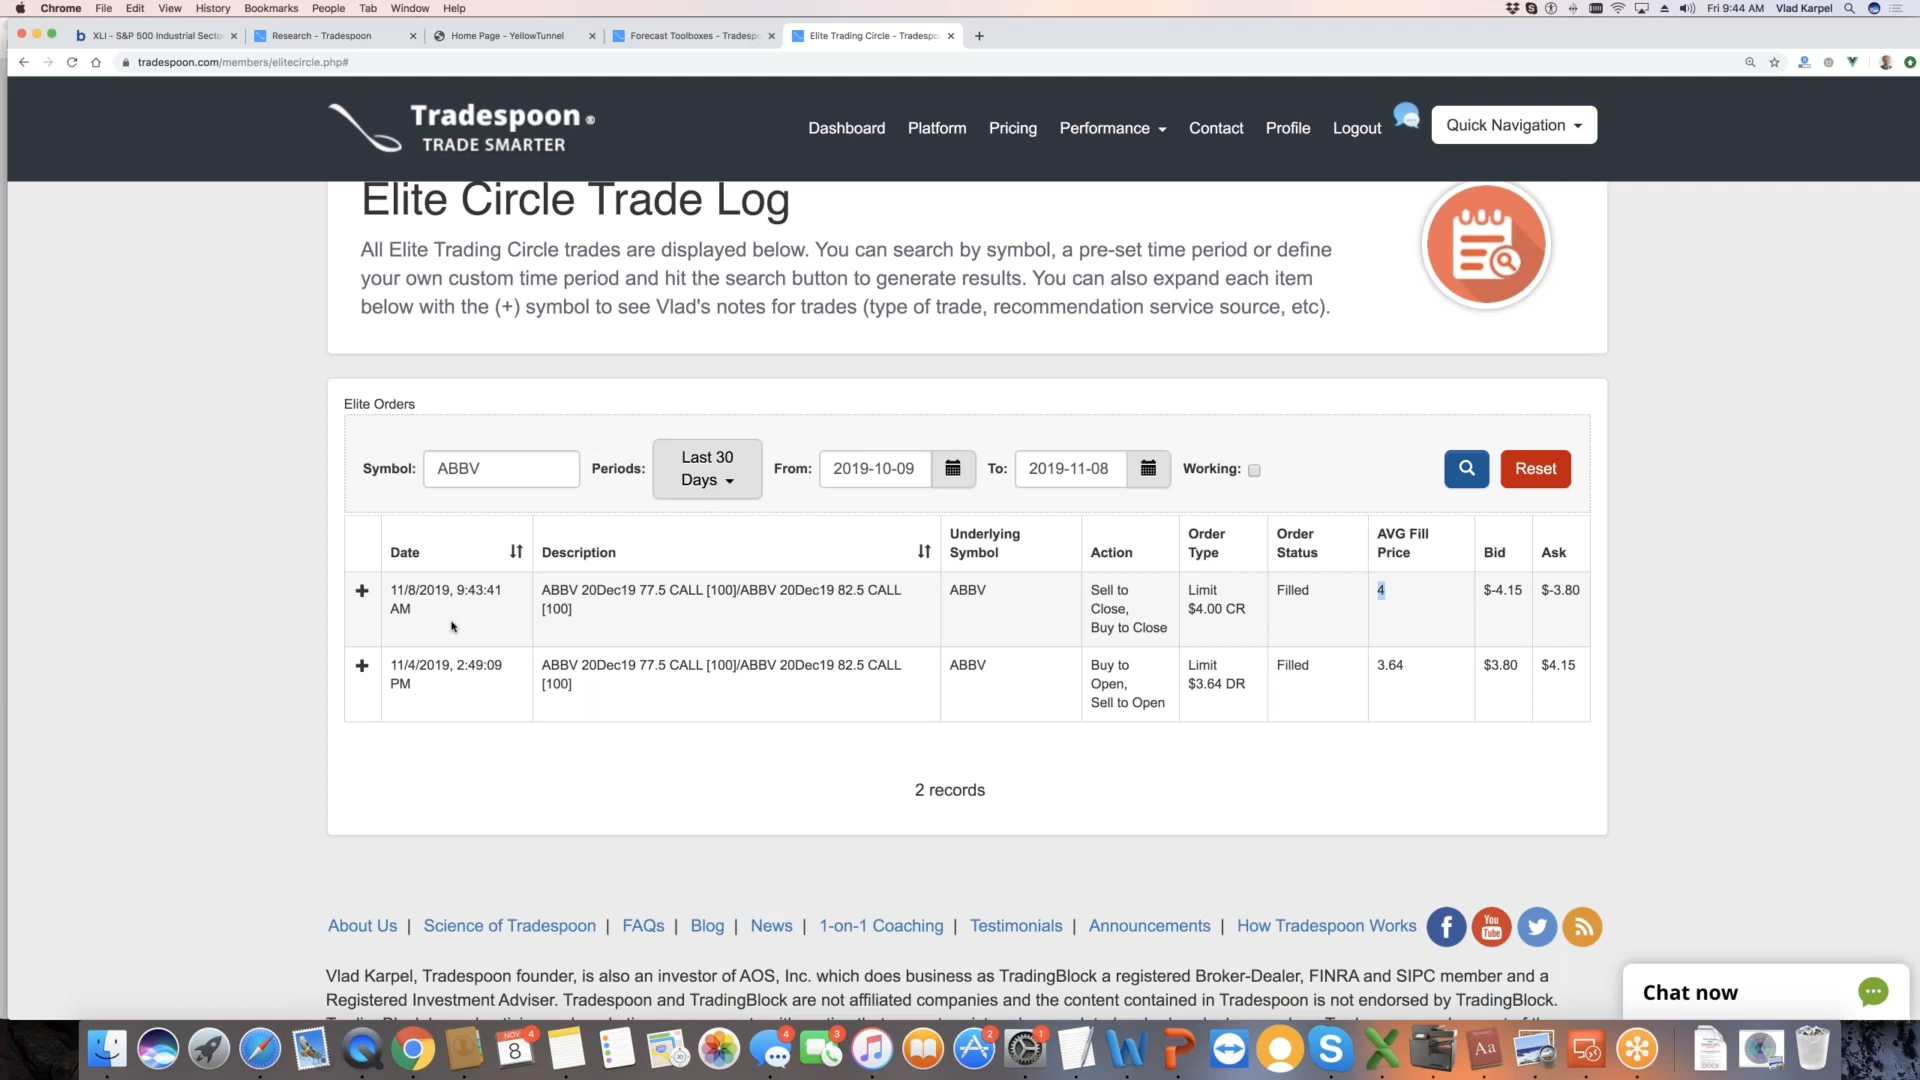 Chrome File Edit View History Bookmarks People Tab Window Help
Fri 9:44 AM Vlad Karpel
XLI - S&P 500 Industrial Secto
Research - Tradespoon
Home Page - YellowTunnel
Forecast Toolboxes - Tradespo
Elite Trading Circle - Tradespo
tradespoon.com/members/elitecircle.php#
Tradespoon ®
TRADE SMARTER
Dashboard Platform Pricing Performance Contact Profile Logout Quick Navigation
Elite Circle Trade Log
All Elite Trading Circle trades are displayed below. You can search by symbol, a pre-set time period or define
your own custom time period and hit the search button to generate results. You can also expand each item
below with the (+) symbol to see Vlad's notes for trades (type of trade, recommendation service source, etc).
Elite Orders
Symbol: ABBV Periods: Last 30 Days From: 2019-10-09 To: 2019-11-08 Working: Reset
Date Description Underlying Symbol Action Order Type Order Status AVG Fill Price Bid Ask
11/8/2019, 9:43:41 AM ABBV 20Dec19 77.5 CALL [100]/ABBV 20Dec19 82.5 CALL [100] ABBV Sell to Close, Buy to Close Limit $4.00 CR Filled 4 $-4.15 $-3.80
11/4/2019, 2:49:09 PM ABBV 20Dec19 77.5 CALL [100]/ABBV 20Dec19 82.5 CALL [100] ABBV Buy to Open, Sell to Open Limit $3.64 DR Filled 3.64 $3.80 $4.15
2 records
About Us | Science of Tradespoon | FAQs | Blog | News | 1-on-1 Coaching | Testimonials | Announcements | How Tradespoon Works
You Tube
Vlad Karpel, Tradespoon founder, is also an investor of AOS, Inc. which does business as TradingBlock a registered Broker-Dealer, FINRA and SIPC member and a
Registered Investment Adviser. Tradespoon and TradingBlock are not affiliated companies and the content contained in Tradespoon is not endorsed by TradingBlock.
Chat now
NOV 8